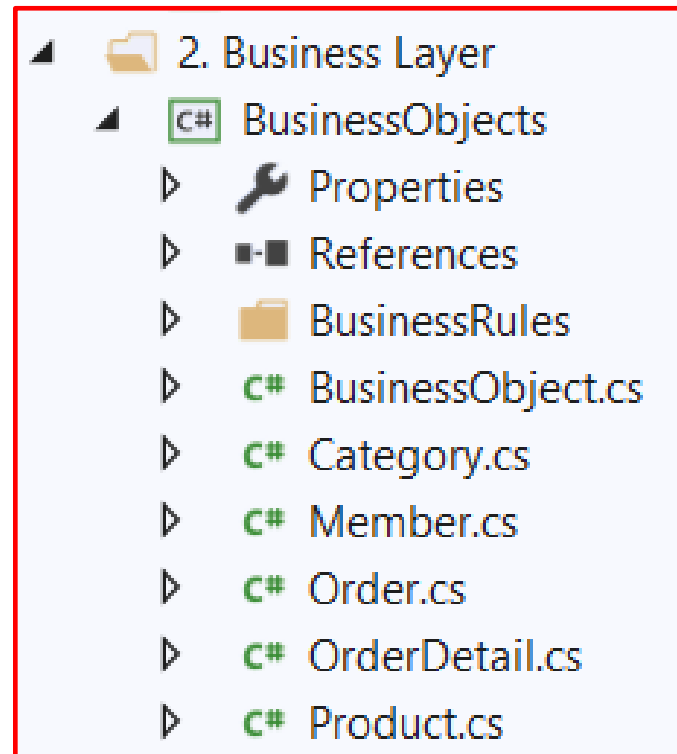 2. Business Layer
C# BusinessObjects
Properties
References
BusinessRules
C# BusinessObject.cs
C# Category.cs
C# Member.cs
C# Order.cs
C# OrderDetail.cs
C# Product.cs